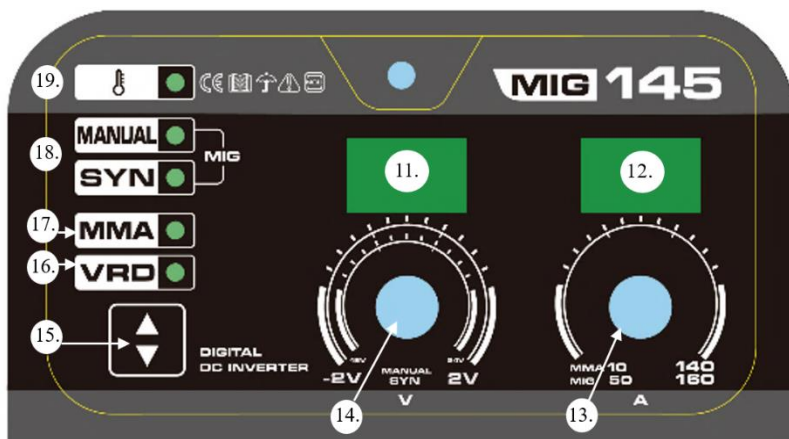 19.
CE
MIG 145
18.
MANUAL
SYN
MIG
11.
12.
17.
MMA
16.
VRD
15.
DIGITAL
DC INVERTER
-2V
MANUAL
SYN
2V
V
MMA 10 140
MIG 50 160
A
14.
13.